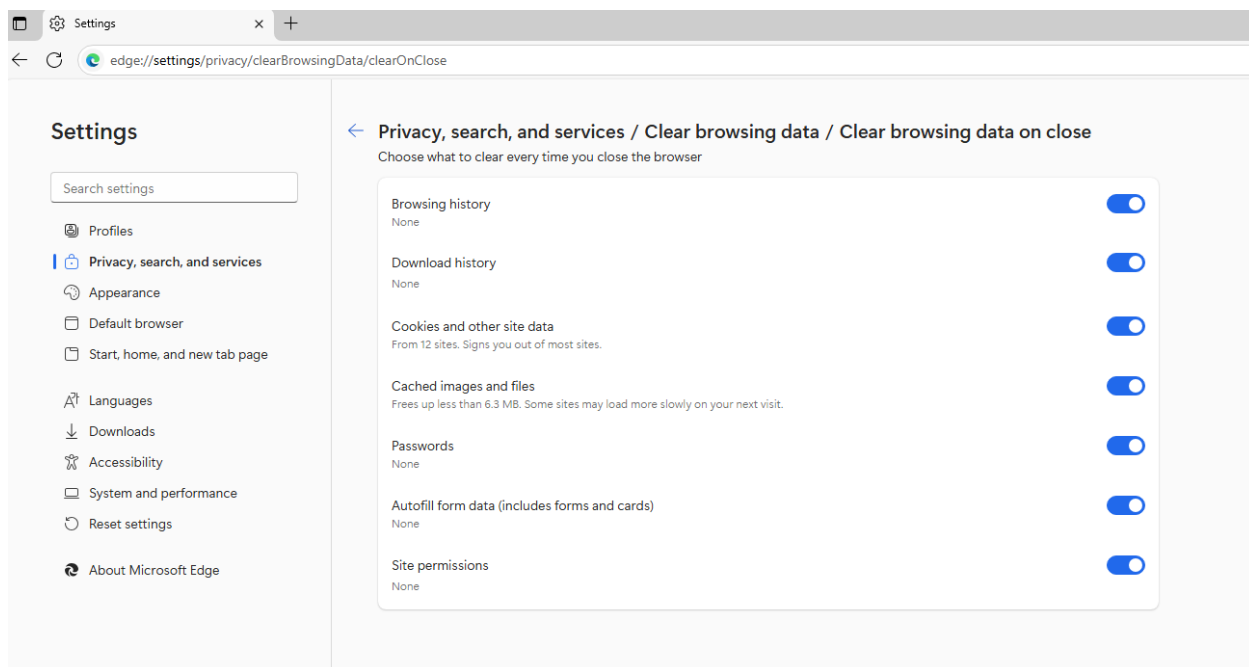 Settings
edge://settings/privacy/clearBrowsingData/clearOnClose
Settings
Search settings
Profiles
Privacy, search, and services
Appearance
Default browser
Start, home, and new tab page
Languages
Downloads
Accessibility
System and performance
Reset settings
About Microsoft Edge
Privacy, search, and services / Clear browsing data / Clear browsing data on close
Choose what to clear every time you close the browser
Browsing history
None
Download history
None
Cookies and other site data
From 12 sites. Signs you out of most sites.
Cached images and files
Frees up less than 6.3 MB. Some sites may load more slowly on your next visit.
Passwords
None
Autofill form data (includes forms and cards)
None
Site permissions
None